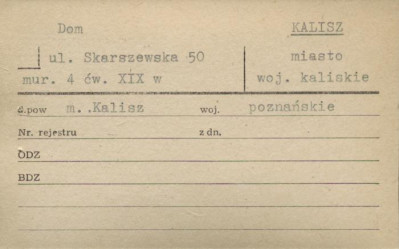 Dom
KALISZ
ul. Skarszewska 50
miasto
mur. 4 ćw. XIX w
woj. kaliskie
d.pow m..Kalisz woj. poznańskie
Nr. rejestru z dn.
ODZ
BDZ